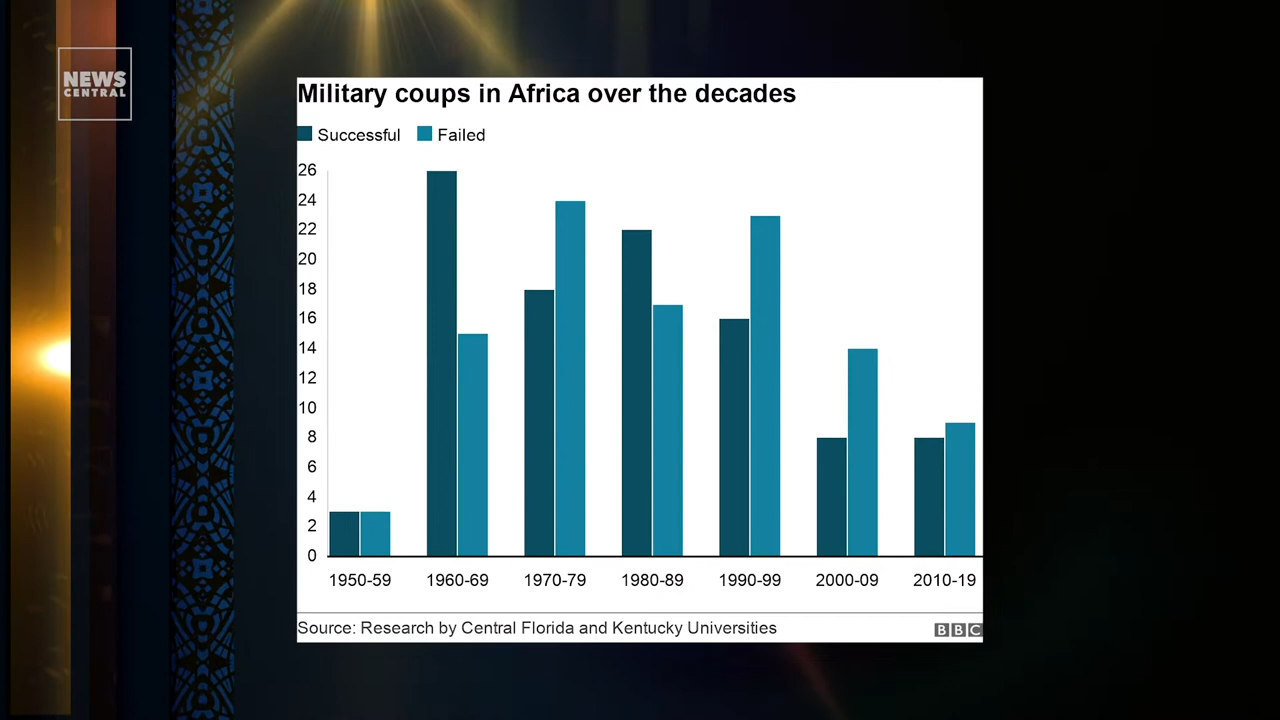 NEWS
CENTRAL
Military coups in Africa over the decades
Successful Failed
26
24
22
20
18
16
14
12
10
8
6
4
2
0
1950-59 1960-69 1970-79 1980-89 1990-99 2000-09 2010-19
Source: Research by Central Florida and Kentucky Universities
BBC